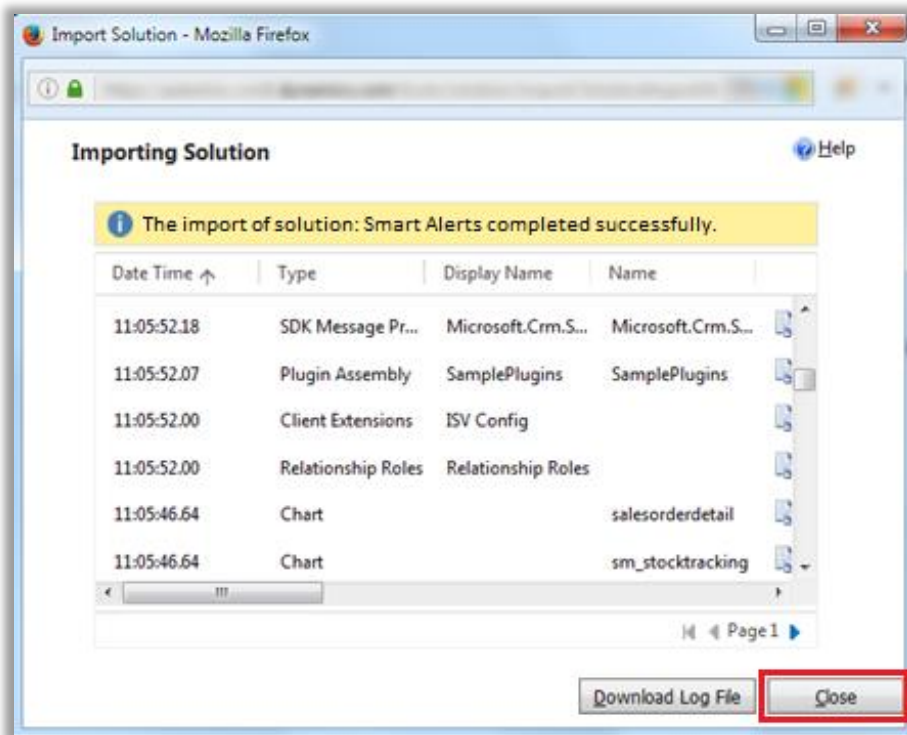 Import Solution - Mozilla Firefox
Importing Solution
Help
The import of solution: Smart Alerts completed successfully.
Date Time Type Display Name Name
11:05:52.18 SDK Message Pr... Microsoft.Crm.S... Microsoft.Crm.S...
11:05:52.07 Plugin Assembly SamplePlugins SamplePlugins
11:05:52.00 Client Extensions ISV Config
11:05:52.00 Relationship Roles Relationship Roles
11:05:46.64 Chart salesorderdetail
11:05:46.64 Chart sm_stocktracking
Page1
Download Log File Close